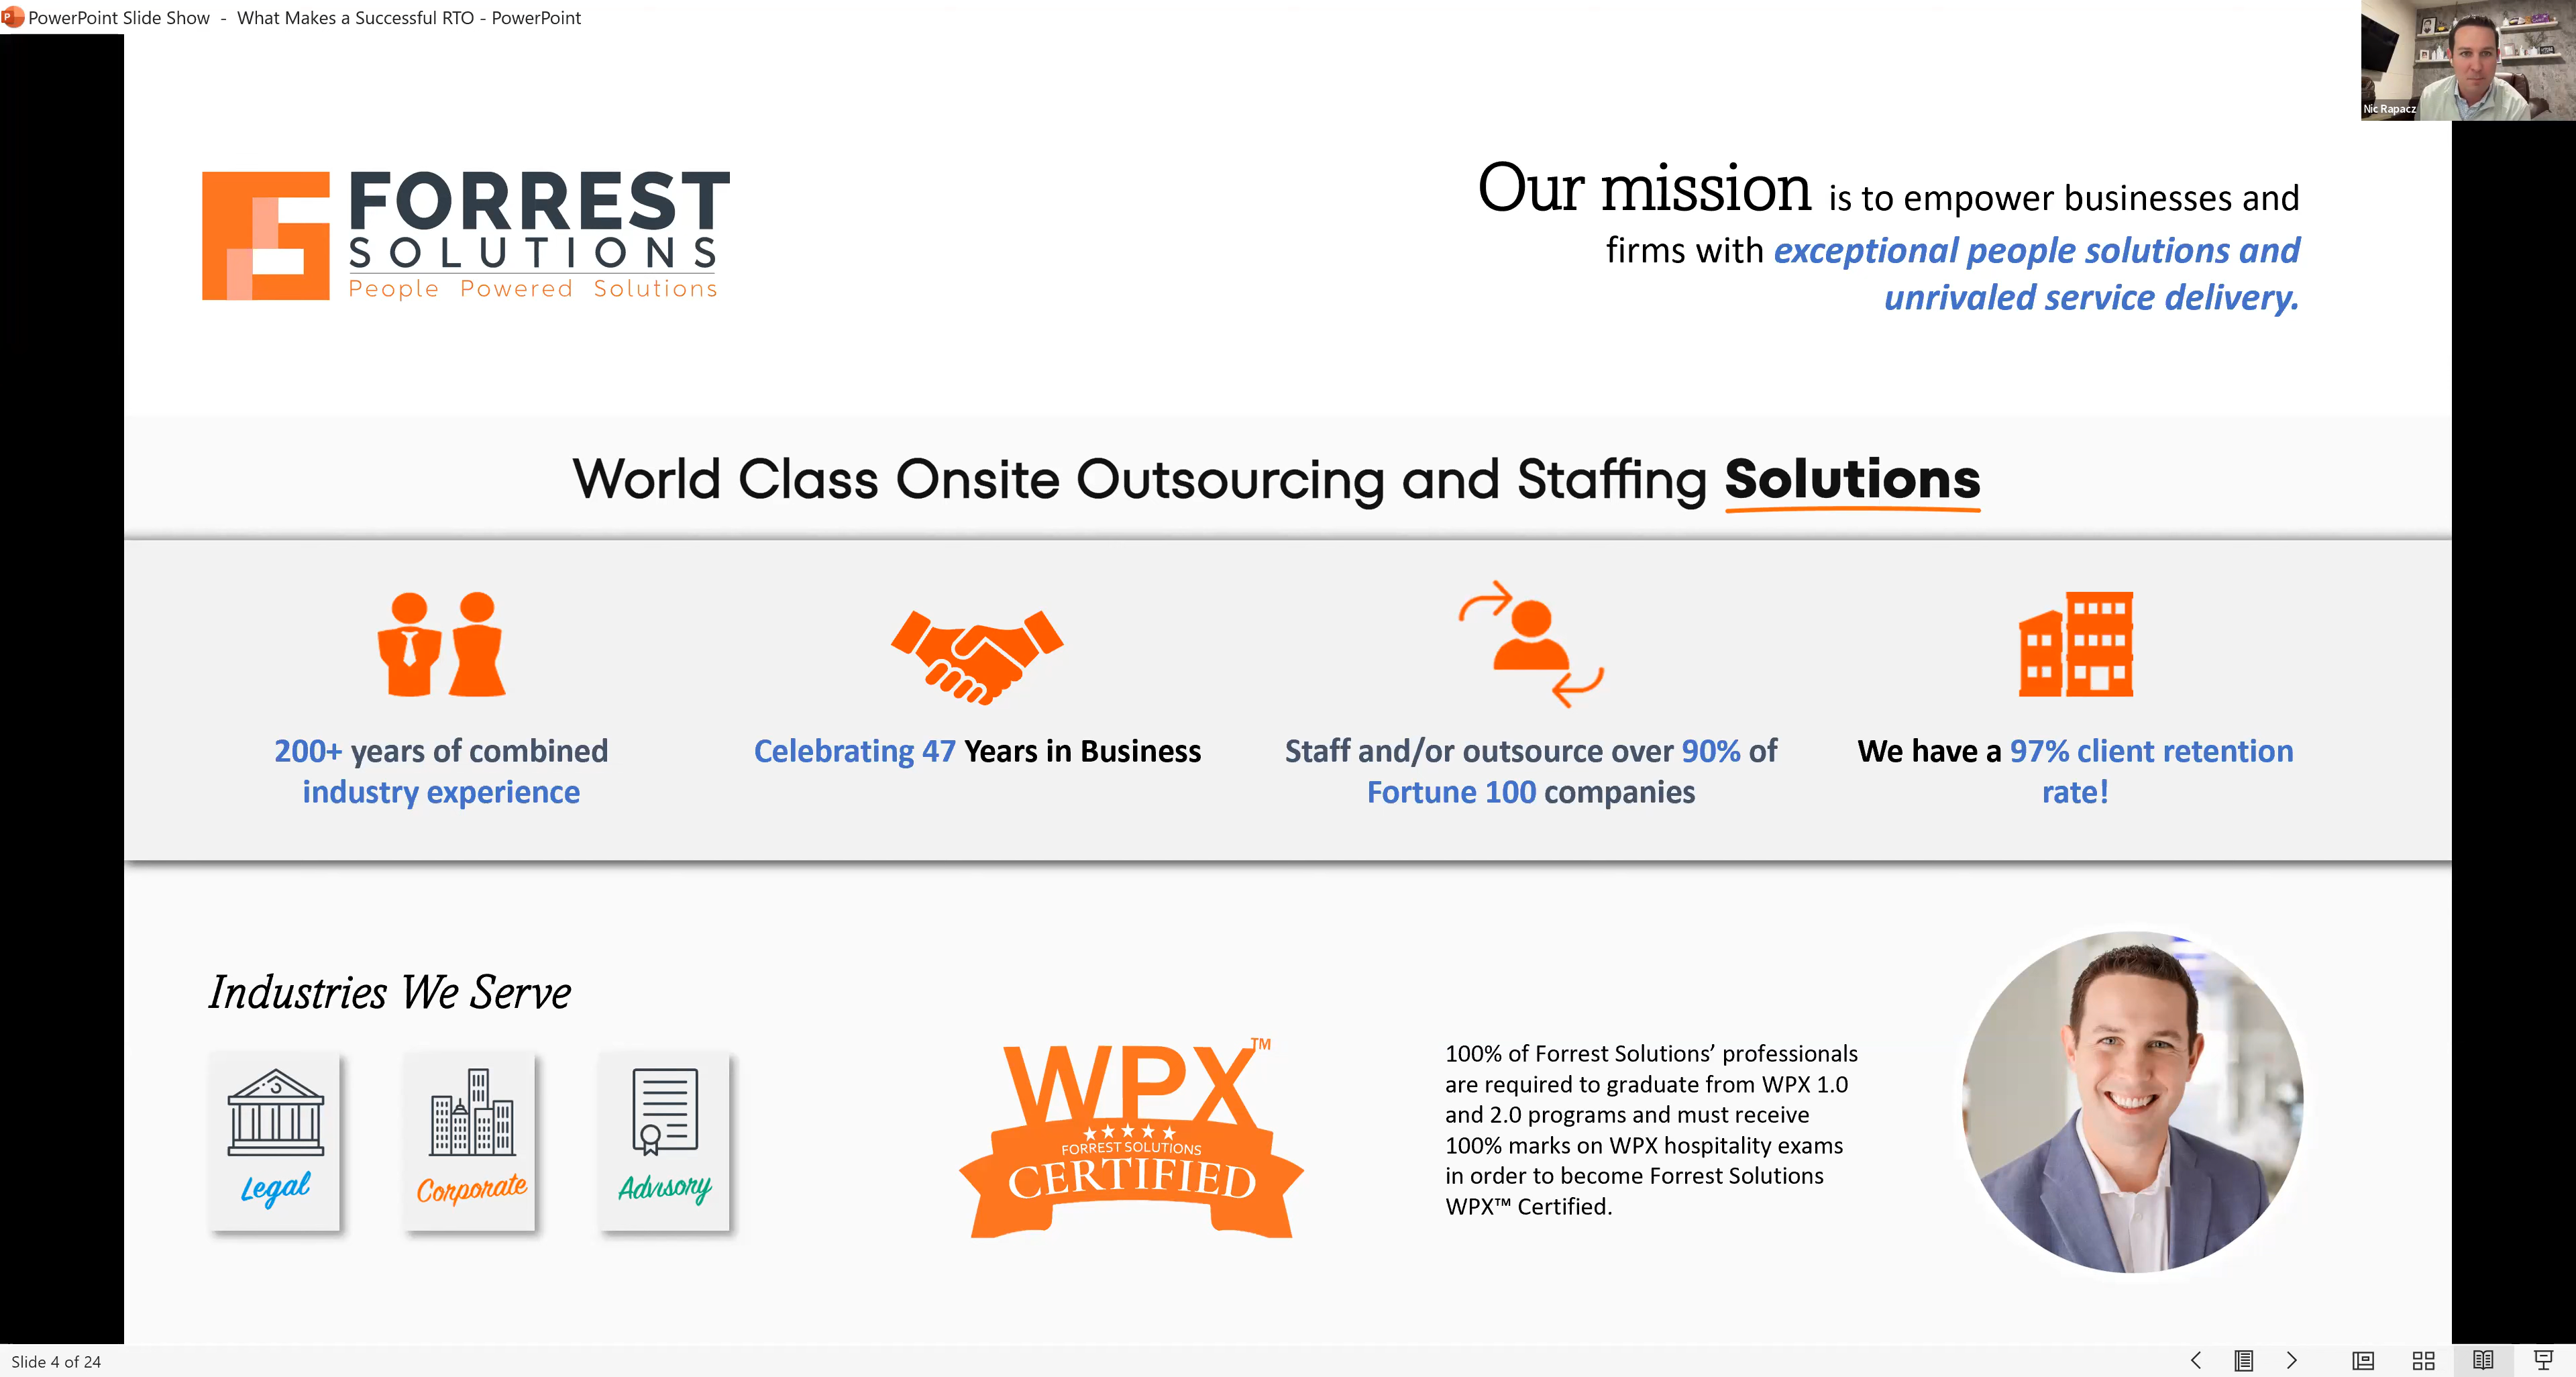 PowerPoint Slide Show - What Makes a Successful RTO - PowerPoint
Nic Rapacz
FORREST
SOLUTIONS
People Powered Solutions
Our mission is to empower businesses and
firms with exceptional people solutions and
unrivaled service delivery.
World Class Onsite Outsourcing and Staffing Solutions
200+ years of combined
industry experience
Celebrating 47 Years in Business
Staff and/or outsource over 90% of
Fortune 100 companies
We have a 97% client retention
rate!
Industries We Serve
Legal
Corporate
Advisory
WPX™
FORREST SOLUTIONS
CERTIFIED
100% of Forrest Solutions’ professionals
are required to graduate from WPX 1.0
and 2.0 programs and must receive
100% marks on WPX hospitality exams
in order to become Forrest Solutions
WPX™ Certified.
Slide 4 of 24